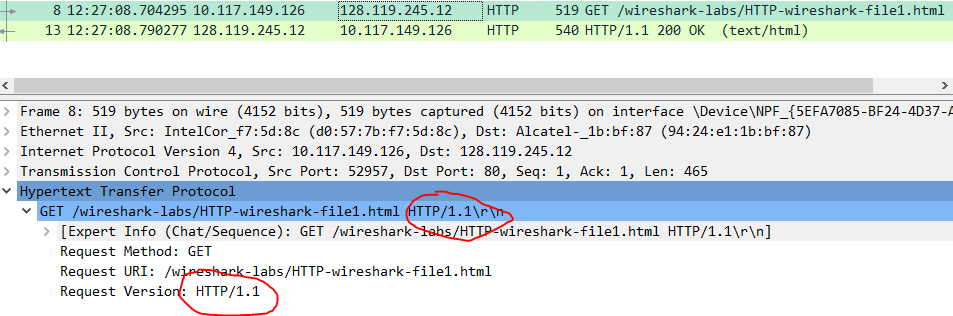 8 12:27:08.704295 10.117.149.126 128.119.245.12 HTTP 519 GET /wireshark-labs/HTTP-wireshark-file1.html
13 12:27:08.790277 128.119.245.12 10.117.149.126 HTTP 540 HTTP/1.1 200 OK (text/html)
Frame 8: 519 bytes on wire (4152 bits), 519 bytes captured (4152 bits) on interface \Device\NPF_{5EFA7085-BF24-4D37-A
Ethernet II, Src: IntelCor_f7:5d:8c (d0:57:7b:f7:5d:8c), Dst: Alcatel-_1b:bf:87 (94:24:e1:1b:bf:87)
Internet Protocol Version 4, Src: 10.117.149.126, Dst: 128.119.245.12
Transmission Control Protocol, Src Port: 52957, Dst Port: 80, Seq: 1, Ack: 1, Len: 465
Hypertext Transfer Protocol
GET /wireshark-labs/HTTP-wireshark-file1.html HTTP/1.1\r\n
[Expert Info (Chat/Sequence): GET /wireshark-labs/HTTP-wireshark-file1.html HTTP/1.1\r\n]
Request Method: GET
Request URI: /wireshark-labs/HTTP-wireshark-file1.html
Request Version: HTTP/1.1